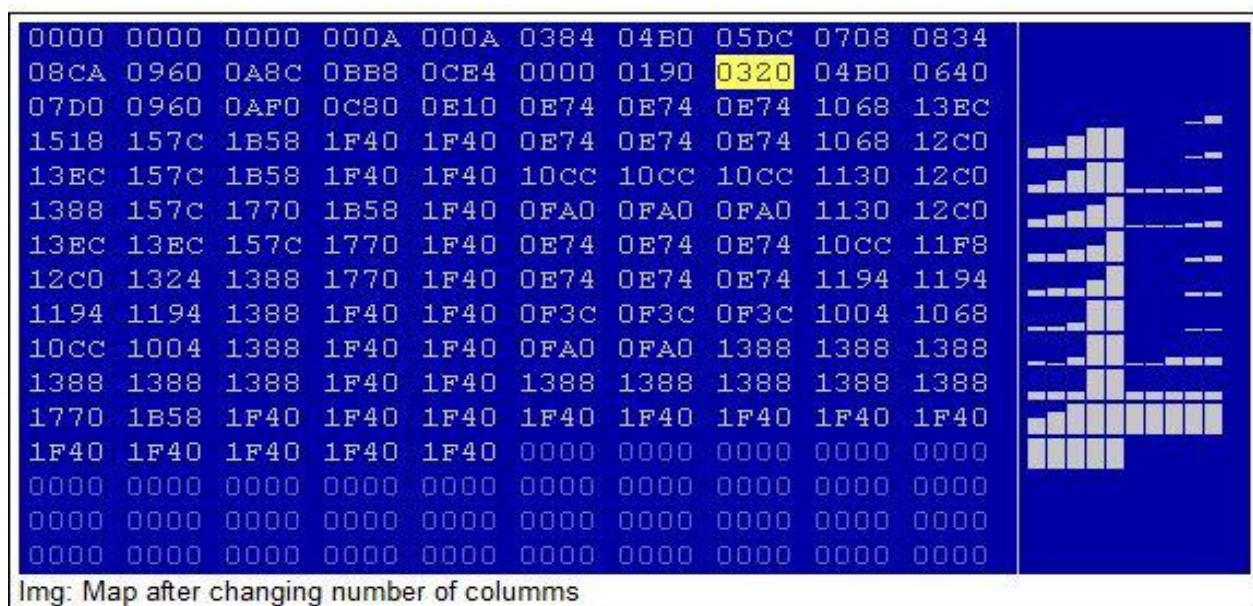 0000 0000 0000 000A 000A 0384 04B0 05DC 0708 0834
08CA 0960 0A8C 0BB8 0CE4 0000 0190 0320 04B0 0640
07D0 0960 0AF0 0C80 0E10 0E74 0E74 0E74 1068 13EC
1518 157C 1B58 1F40 1F40 0E74 0E74 0E74 1068 12C0
13EC 157C 1B58 1F40 1F40 10CC 10CC 10CC 1130 12C0
1388 157C 1770 1B58 1F40 0FA0 0FA0 0FA0 1130 12C0
13EC 13EC 157C 1770 1F40 0E74 0E74 0E74 10CC 11F8
12C0 1324 1388 1770 1F40 0E74 0E74 0E74 1194 1194
1194 1194 1388 1F40 1F40 0F3C 0F3C 0F3C 1004 1068
10CC 1004 1388 1F40 1F40 0FA0 0FA0 1388 1388 1388
1388 1388 1388 1F40 1F40 1388 1388 1388 1388 1388
1770 1B58 1F40 1F40 1F40 1F40 1F40 1F40 1F40 1F40
1F40 1F40 1F40 1F40 1F40 0000 0000 0000 0000 0000
0000 0000 0000 0000 0000 0000 0000 0000 0000 0000
0000 0000 0000 0000 0000 0000 0000 0000 0000 0000
0000 0000 0000 0000 0000 0000 0000 0000 0000 0000
Img: Map after changing number of columms